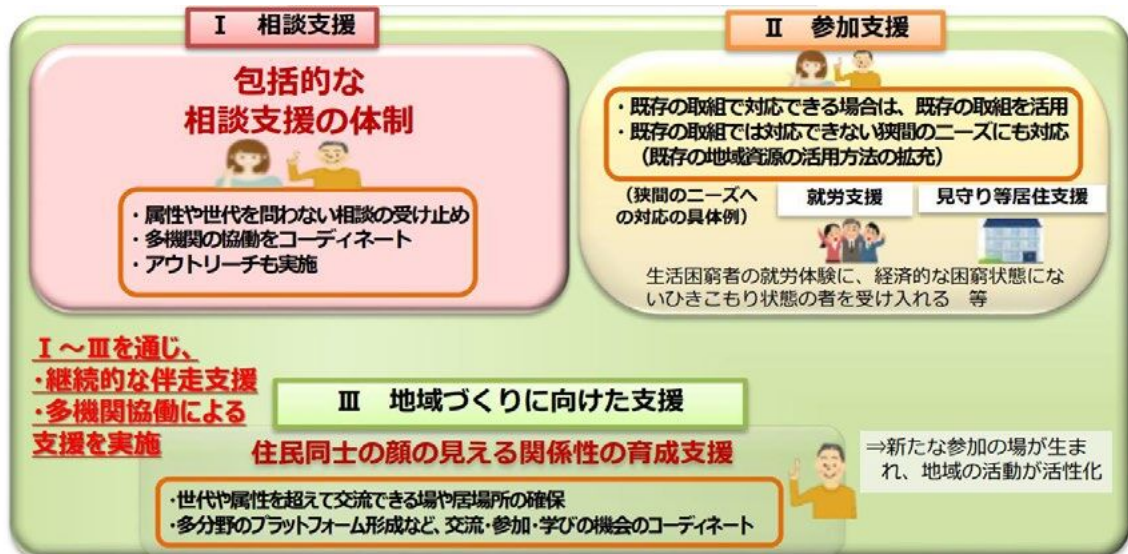 Ⅰ 相談支援
包括的な
相談支援の体制
・属性や世代を問わない相談の受け止め
・多機関の協働をコーディネート
・アウトリーチも実施
Ⅱ 参加支援
・既存の取組で対応できる場合は、既存の取組を活用
・既存の取組では対応できない狭間のニーズにも対応
（既存の地域資源の活用方法の拡充）
（狭間のニーズへ
の対応の具体例）
就労支援
見守り等居住支援
生活困窮者の就労体験に、経済的な困窮状態にな
いひきこもり状態の者を受け入れる 等
Ⅰ～Ⅲを通じ、
・継続的な伴走支援
・多機関協働による
支援を実施
Ⅲ 地域づくりに向けた支援
住民同士の顔の見える関係性の育成支援
・世代や属性を超えて交流できる場や居場所の確保
・多分野のプラットフォーム形成など、交流・参加・学びの機会のコーディネート
⇒新たな参加の場が生ま
れ、地域の活動が活性化